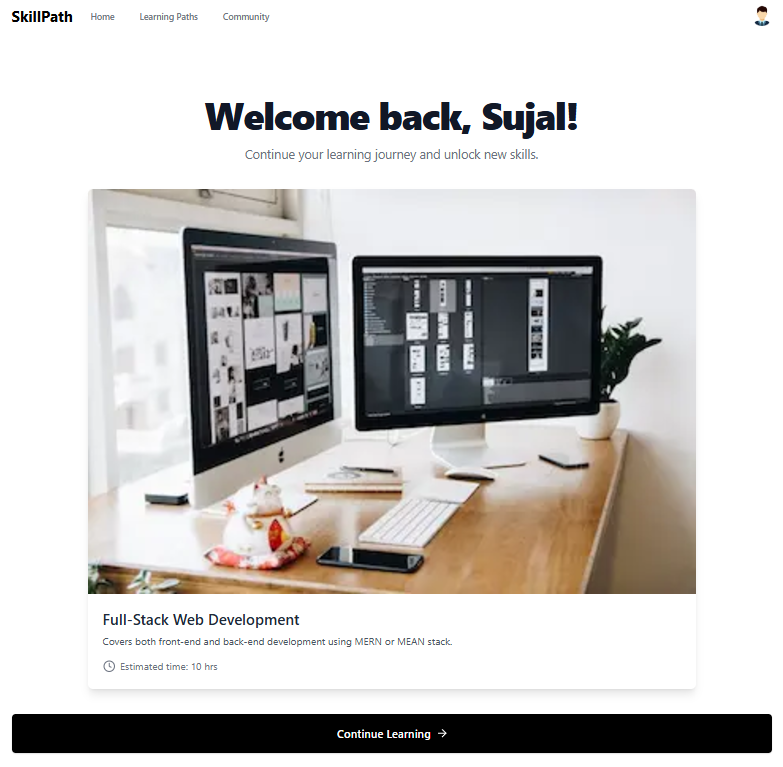 SkillPath Home Learning Paths Community
Welcome back, Sujal!
Continue your learning journey and unlock new skills.
Full-Stack Web Development
Covers both front-end and back-end development using MERN or MEAN stack.
Estimated time: 10 hrs
Continue Learning →